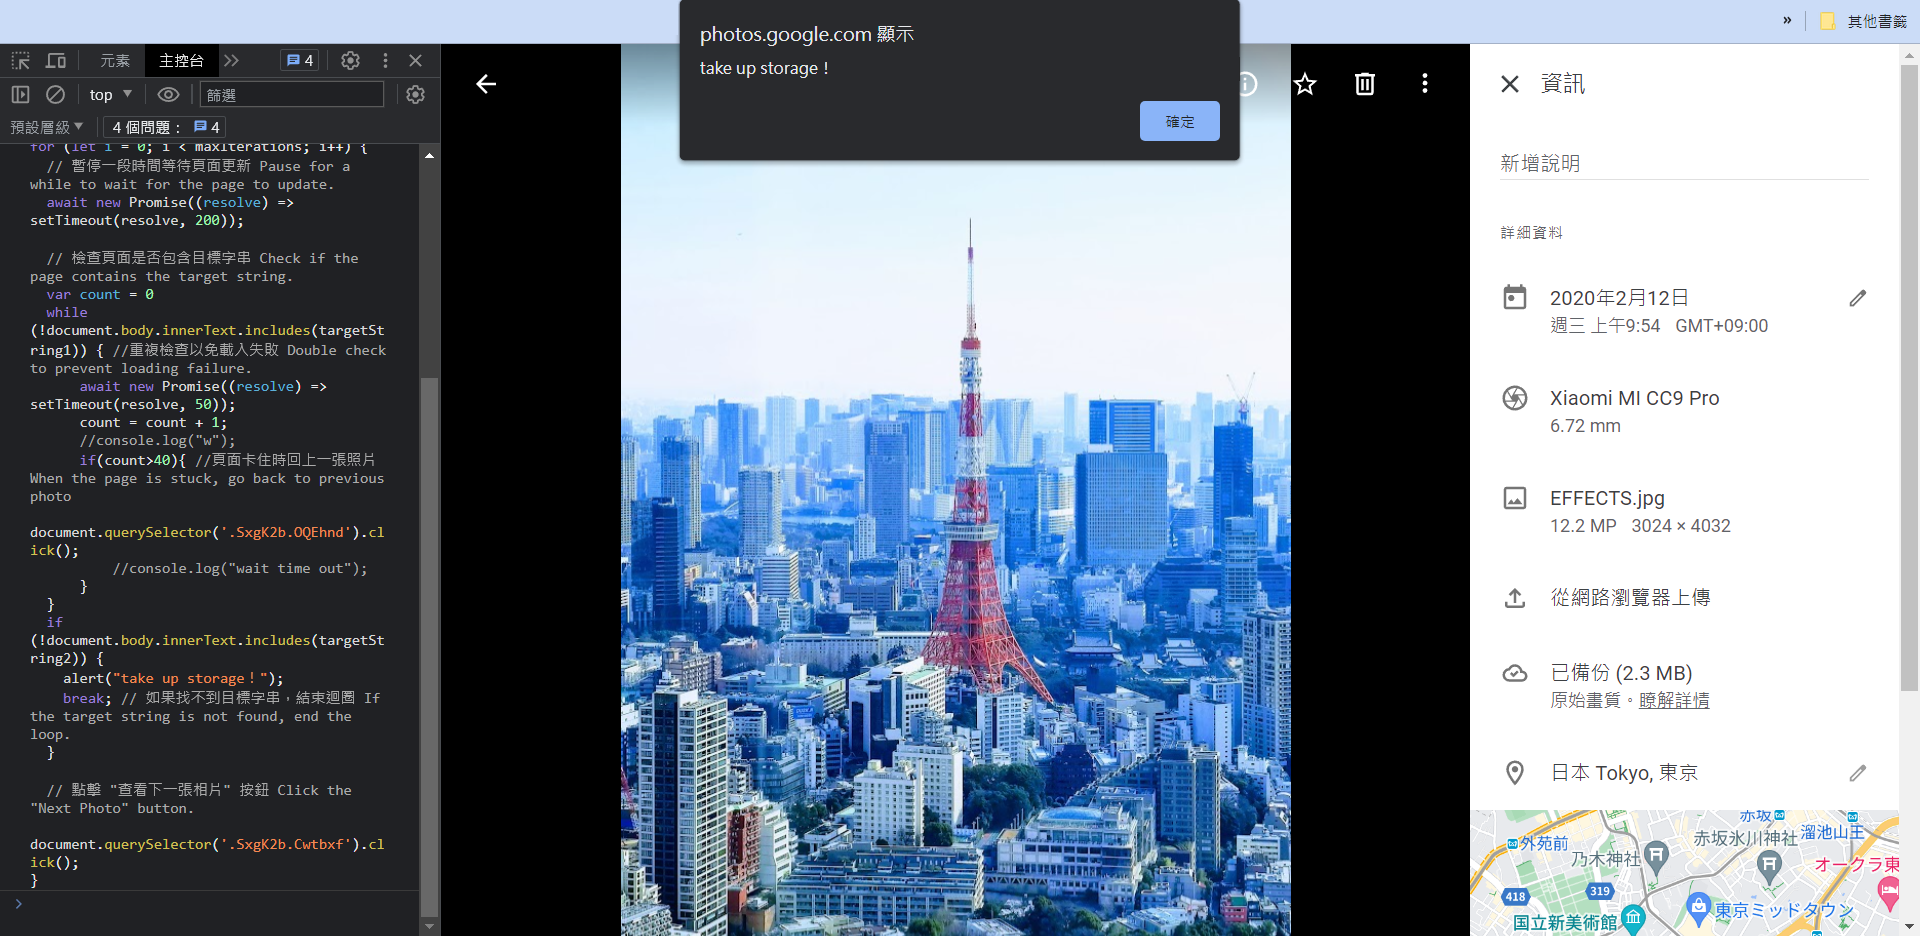 photos.google.com 顯示
take up storage！
確定
»
其他書籤
元素
主控台
4
top
篩選
預設層級
4 個問題：
4
for (let i = 0; i < maxIterations; i++) {
// 暫停一段時間等待頁面更新 Pause for a
while to wait for the page to update.
await new Promise((resolve) =>
setTimeout(resolve, 200));
// 檢查頁面是否包含目標字串 Check if the
page contains the target string.
var count = 0
while
(!document.body.innerText.includes(targetSt
ring1)) { //重複檢查以免載入失敗 Double check
to prevent loading failure.
await new Promise((resolve) =>
setTimeout(resolve, 50));
count = count + 1;
//console.log("w");
if(count>40){ //頁面卡住時回上一張照片
When the page is stuck, go back to previous
photo
document.querySelector('.SxgK2b.OQEhnd').cl
ick();
//console.log("wait time out");
}
}
if
(!document.body.innerText.includes(targetSt
ring2)) {
alert("take up storage！");
break; // 如果找不到目標字串，結束迴圈 If
the target string is not found, end the
loop.
}
// 點擊 "查看下一張相片" 按鈕 Click the
"Next Photo" button.
document.querySelector('.SxgK2b.Cwtbxf').cl
ick();
}
資訊
新增說明
詳細資料
2020年2月12日
週三 上午9:54 GMT+09:00
Xiaomi MI CC9 Pro
6.72 mm
EFFECTS.jpg
12.2 MP 3024 × 4032
從網路瀏覽器上傳
已備份 (2.3 MB)
原始畫質。瞭解詳情
日本 Tokyo, 東京
赤坂
外苑前
乃木神社
赤坂氷川神社
溜池山王
オークラ東
418
319
国立新美術館
東京ミッドタウン